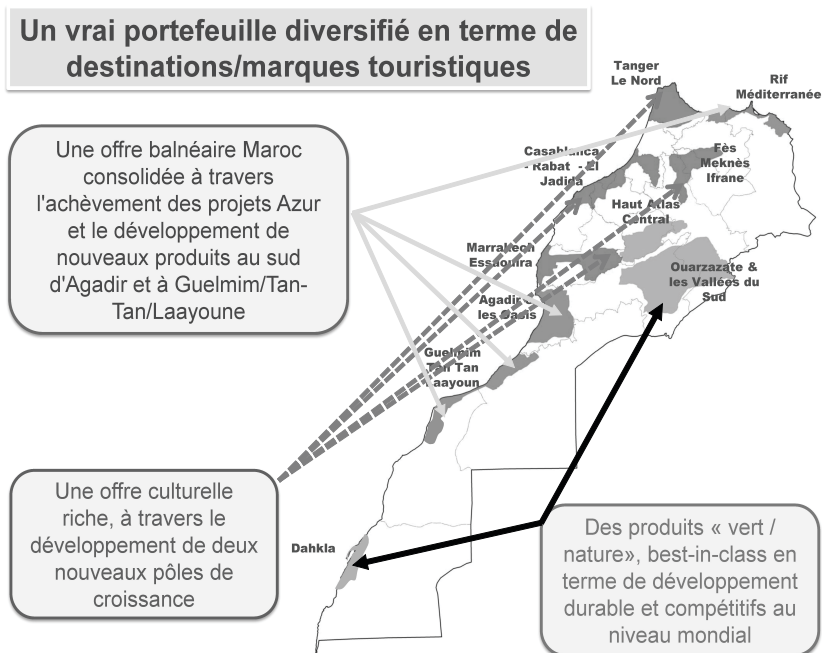 Un vrai portefeuille diversifié en terme de
destinations/marques touristiques
Tanger
Le Nord
Rif
Méditerranée
Une offre balnéaire Maroc
consolidée à travers
l'achèvement des projets Azur
et le développement de
nouveaux produits au sud
d'Agadir et à Guelmim/Tan-
Tan/Laayoune
Casablanca
- Rabat - El
Jadida
Fès
Meknès
Ifrane
Haut Atlas
Central
Marrakech
Essaouira
Ouarzazate &
les Vallées du
Sud
Agadir et
les Oasis
Guelmim
Tan Tan
Laayoun
Une offre culturelle
riche, à travers le
développement de deux
nouveaux pôles de
croissance
Dahkla
Des produits « vert /
nature», best-in-class en
terme de développement
durable et compétitifs au
niveau mondial